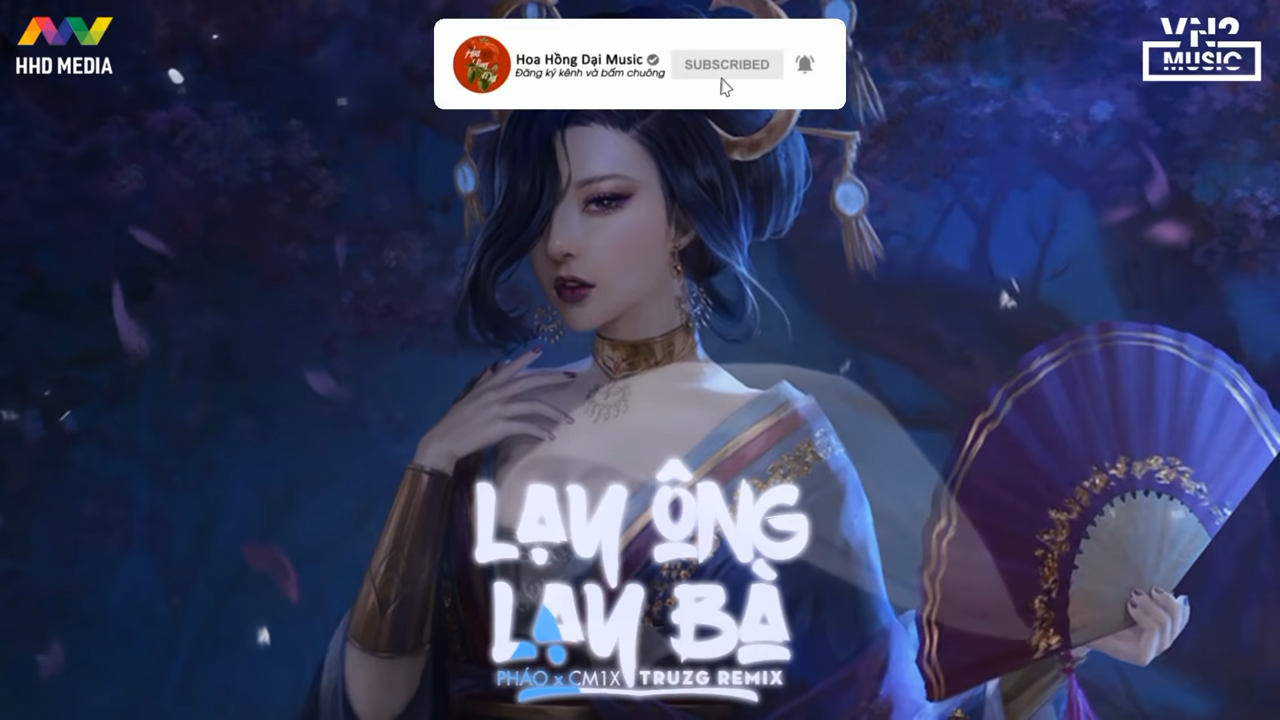 HHD MEDIA
Hoa Hồng Dại Music
Đăng ký kênh và bấm chuông
SUBSCRIBED
VN2
MUSIC
LẠY ÔNG
LẠY BÀ
PHÁO x CM1X TRUZG REMIX